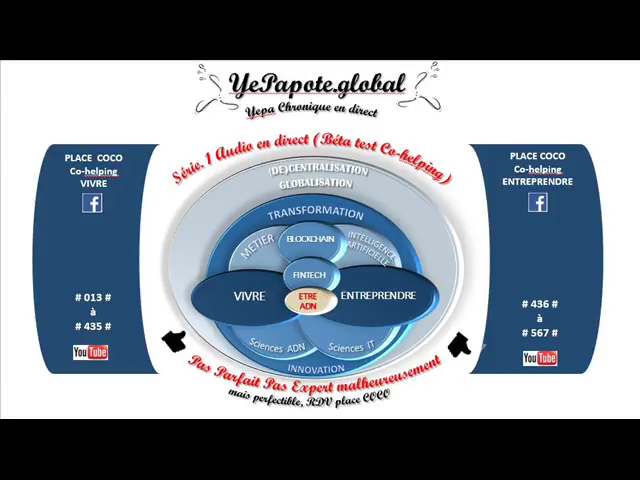 YePapote.global
Yepa Chronique en direct
Série. 1 Audio en direct (Béta test Co-helping)
PLACE COCO
Co-helping
VIVRE
f
# 013 #
à
# 435 #
YouTube
(DE)CENTRALISATION
GLOBALISATION
TRANSFORMATION
METIER
BLOCKCHAIN
INTELLIGENCE
ARTIFICIELLE
FINTECH
VIVRE
ETRE
ADN
ENTREPRENDRE
Sciences ADN
Sciences IT
INNOVATION
PLACE COCO
Co-helping
ENTREPRENDRE
f
# 436 #
à
# 567 #
YouTube
Pas Parfait Pas Expert malheureusement
mais perfectible, RDV place COCO